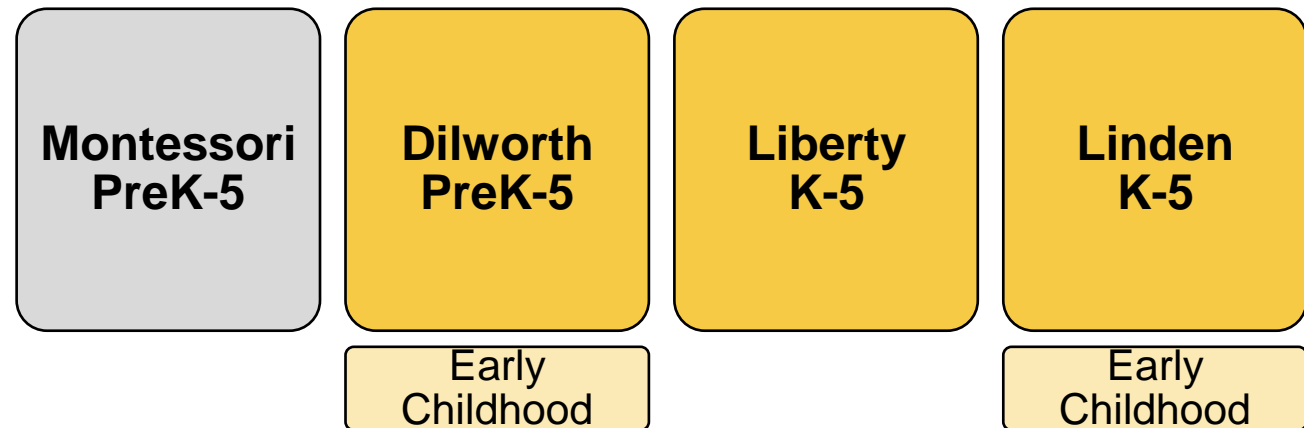 Montessori
PreK-5
Dilworth
PreK-5
Liberty
K-5
Linden
K-5
Early
Childhood
Early
Childhood